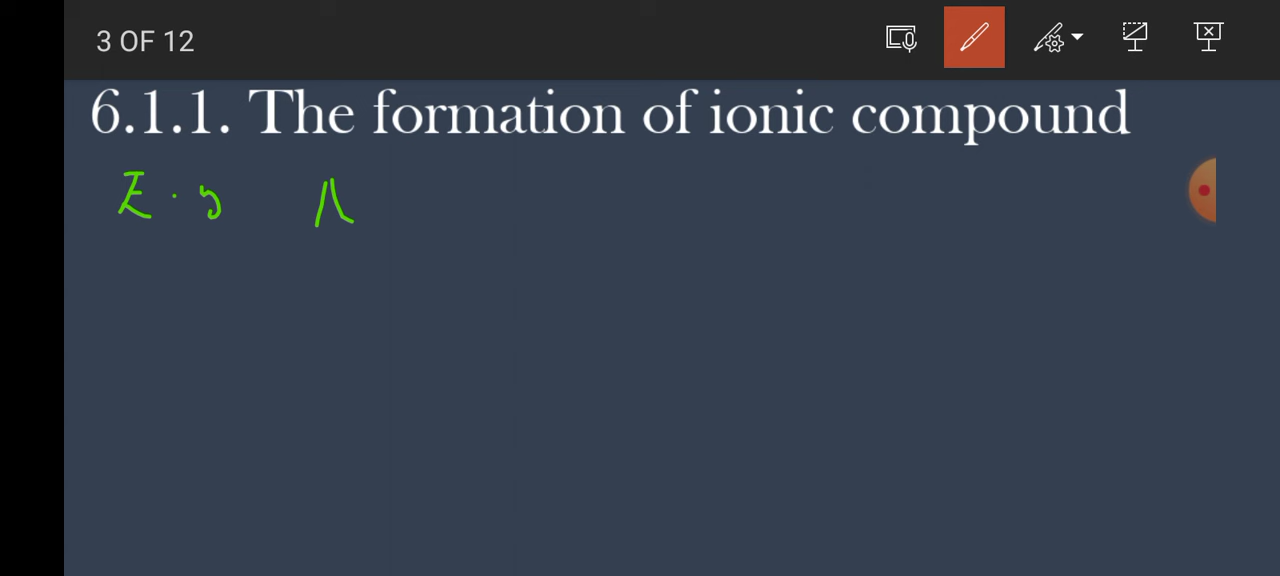 3 OF 12
6.1.1. The formation of ionic compound